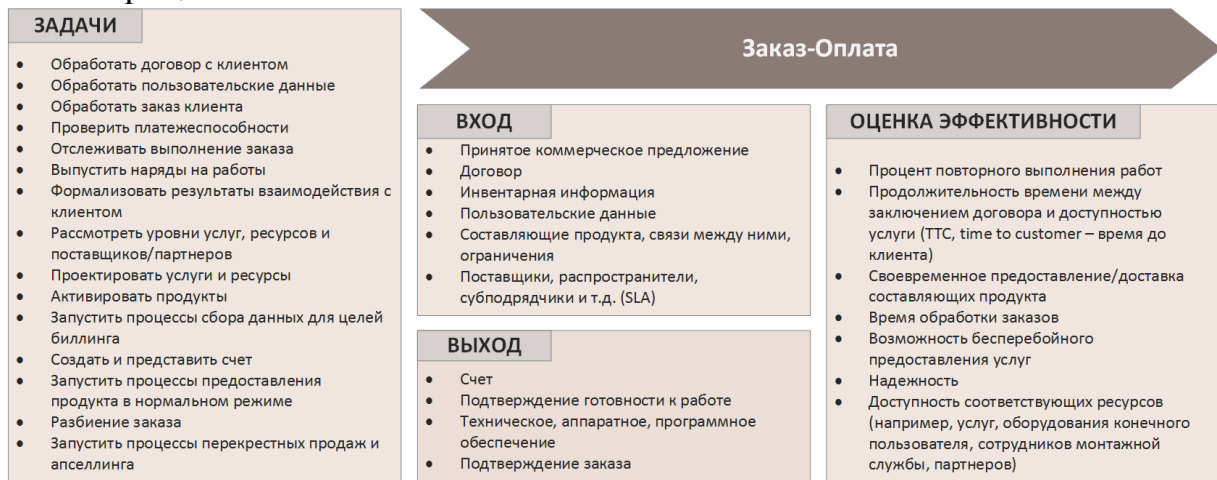 ЗАДАЧИ
• Обработать договор с клиентом
• Обработать пользовательские данные
• Обработать заказ клиента
• Проверить платежеспособности
• Отслеживать выполнение заказа
• Выпустить наряды на работы
• Формализовать результаты взаимодействия с
клиентом
• Рассмотреть уровни услуг, ресурсов и
поставщиков/партнеров
• Проектировать услуги и ресурсы
• Активировать продукты
• Запустить процессы сбора данных для целей
биллинга
• Создать и представить счет
• Запустить процессы предоставления
продукта в нормальном режиме
• Разбиение заказа
• Запустить процессы перекрестных продаж и
апселлинга
Заказ-Оплата
ВХОД
• Принятое коммерческое предложение
• Договор
• Инвентарная информация
• Пользовательские данные
• Составляющие продукта, связи между ними,
ограничения
• Поставщики, распространители,
субподрядчики и т.д. (SLA)
ВЫХОД
• Счет
• Подтверждение готовности к работе
• Техническое, аппаратное, программное
обеспечение
• Подтверждение заказа
ОЦЕНКА ЭФФЕКТИВНОСТИ
• Процент повторного выполнения работ
• Продолжительность времени между
заключением договора и доступностью
услуги (TTC, time to customer – время до
клиента)
• Своевременное предоставление/доставка
составляющих продукта
• Время обработки заказов
• Возможность бесперебойного
предоставления услуг
• Надежность
• Доступность соответствующих ресурсов
(например, услуг, оборудования конечного
пользователя, сотрудников монтажной
службы, партнеров)